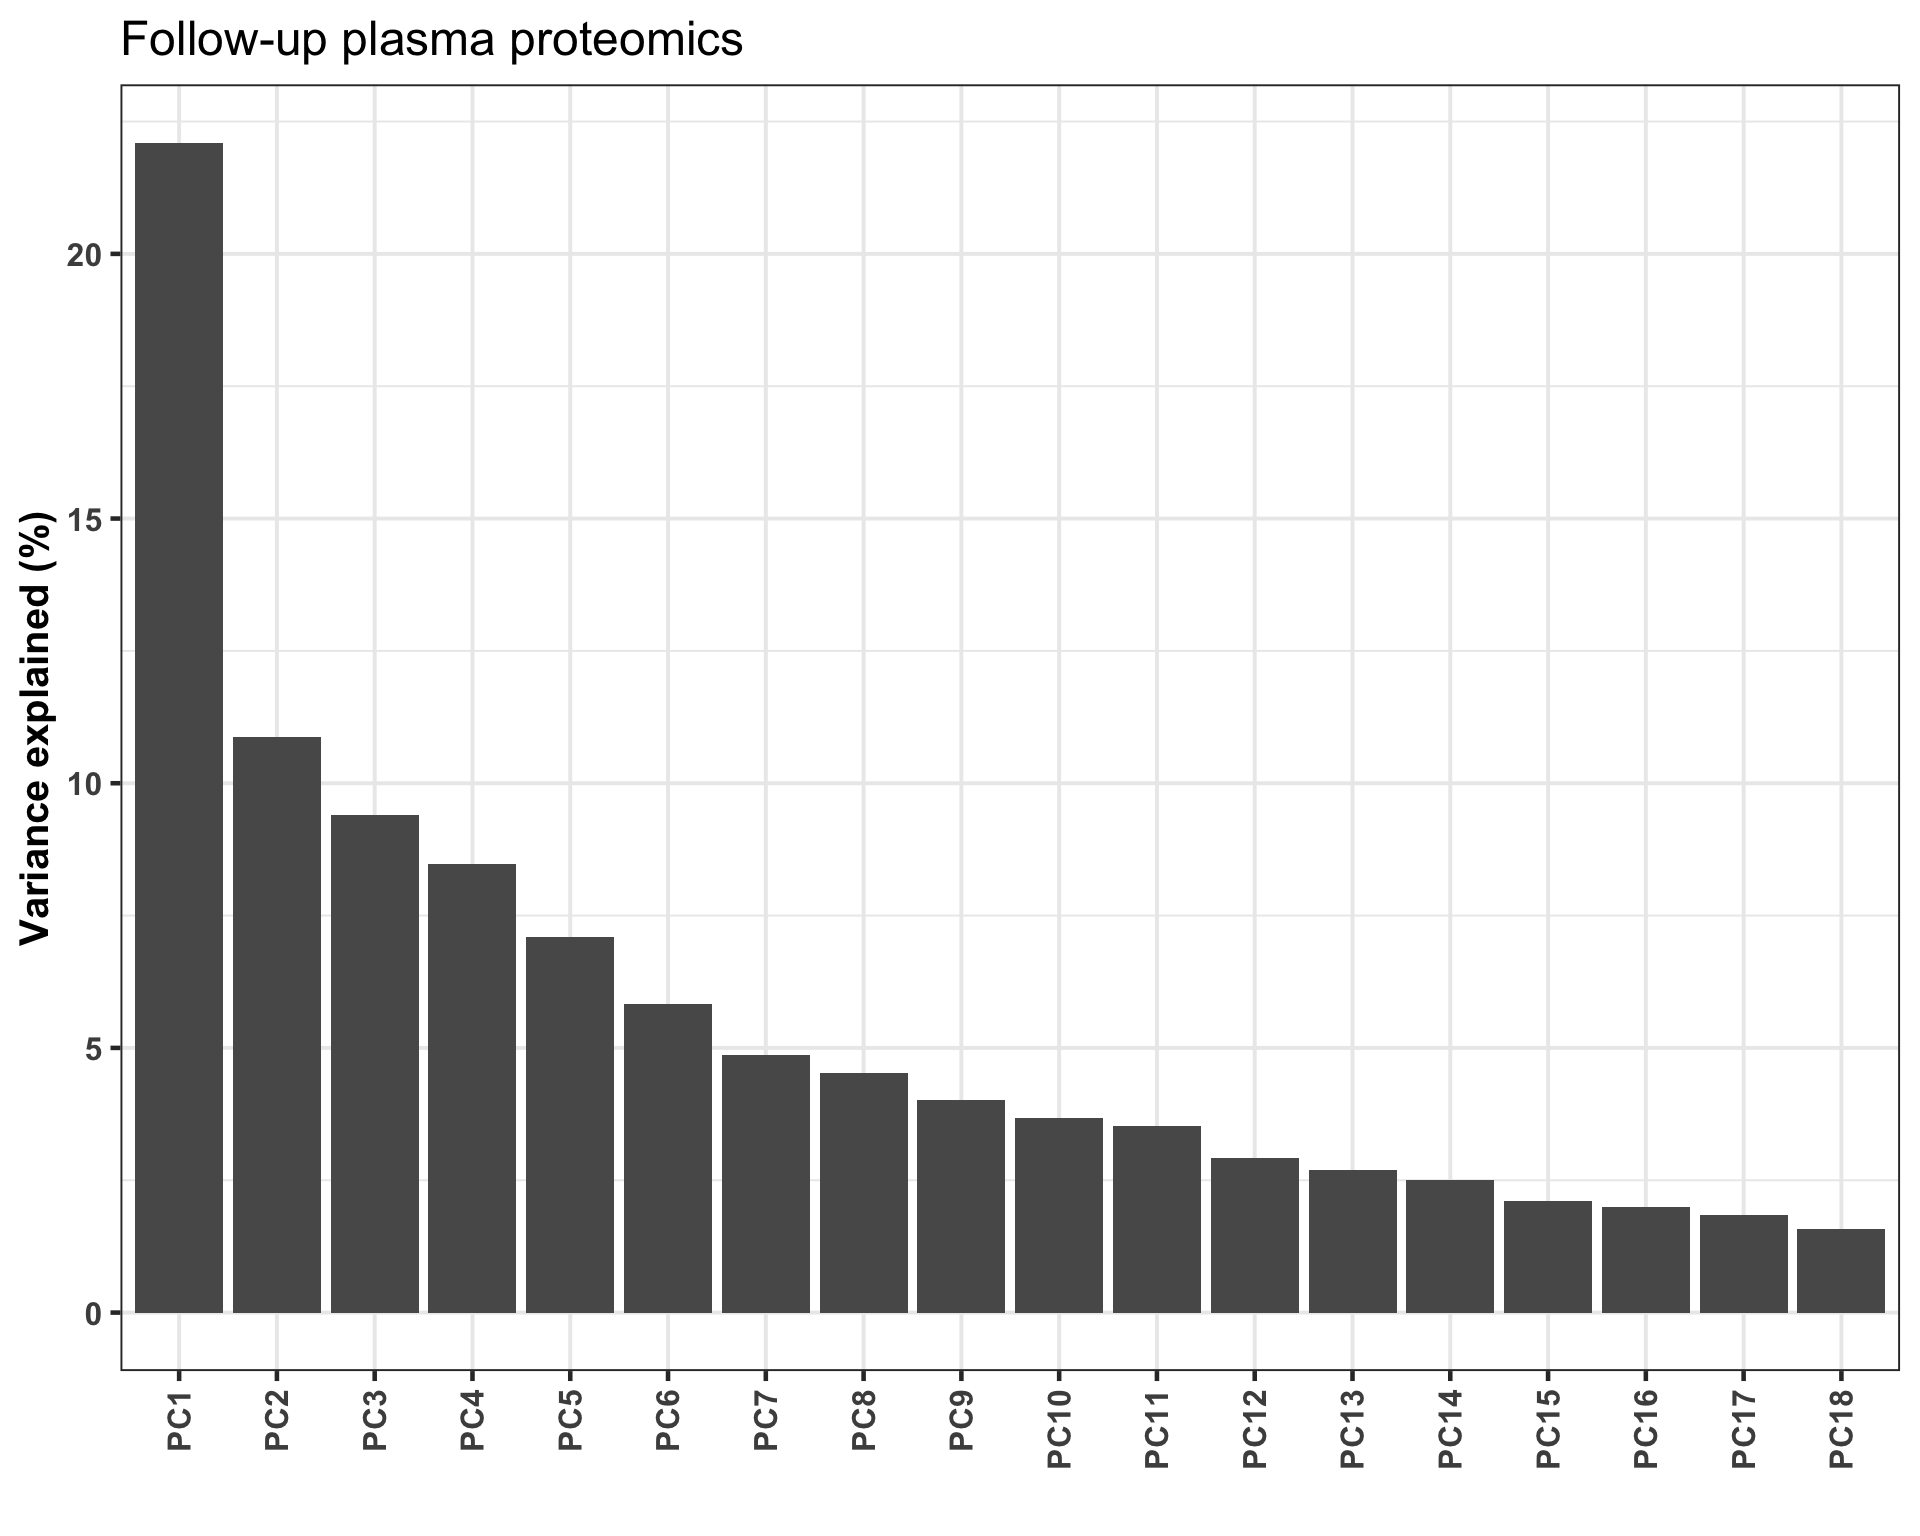 Follow-up plasma proteomics
Variance explained (%)
20
15
10
5
0
PC1
PC2
PC3
PC4
PC5
PC6
PC7
PC8
PC9
PC10
PC11
PC12
PC13
PC14
PC15
PC16
PC17
PC18